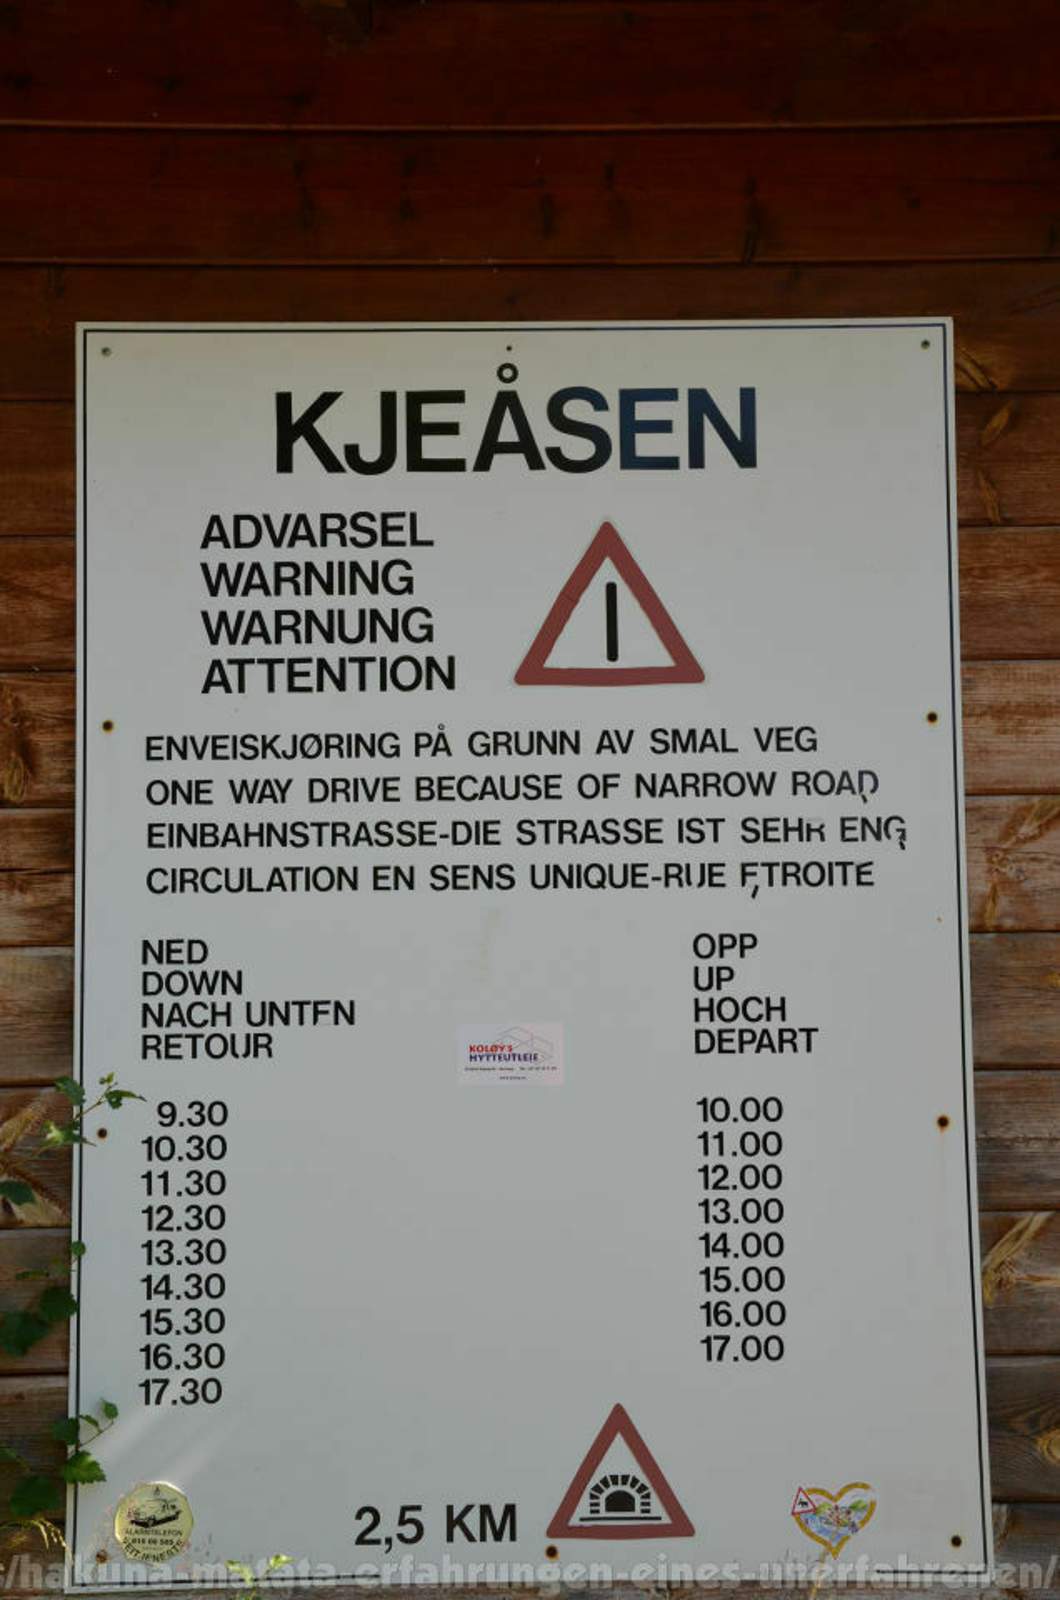 KJEÅSEN
ADVARSEL
WARNING
WARNUNG
ATTENTION
ENVEISKJØRING PÅ GRUNN AV SMAL VEG
ONE WAY DRIVE BECAUSE OF NARROW ROAD
EINBAHNSTRASSE-DIE STRASSE IST SEHR ENG
CIRCULATION EN SENS UNIQUE-RUE ETROITE
NED
DOWN
NACH UNTEN
RETOUR
OPP
UP
HOCH
DEPART
KOLØY'S
HYTTEUTLEIE
9.30
10.30
11.30
12.30
13.30
14.30
15.30
16.30
17.30
10.00
11.00
12.00
13.00
14.00
15.00
16.00
17.00
2,5 KM
ALARMTELEFON
/hakuna-matata-erfahrungen-eines-unerfahrenen/